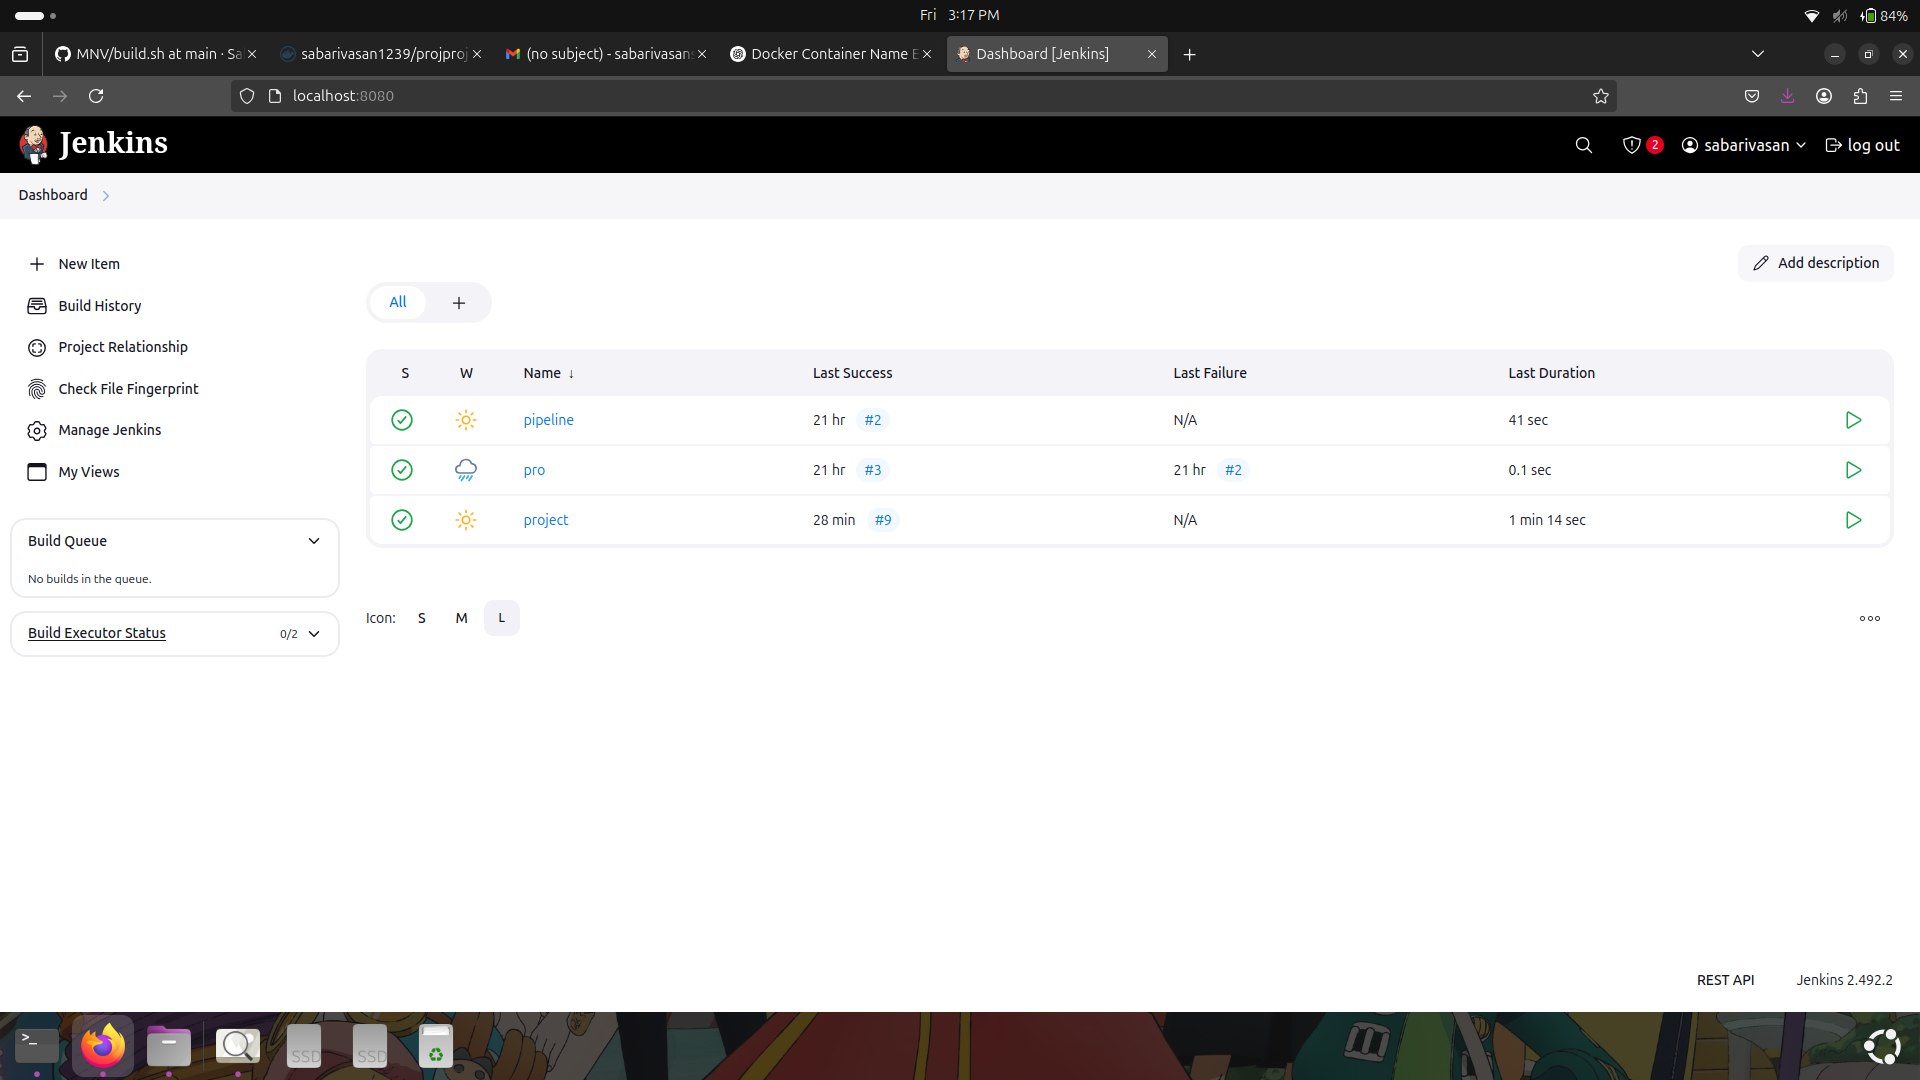 Fri 3:17 PM
84%
MNV/build.sh at main · Sa
sabarivasan1239/projproj
(no subject) - sabarivasans
Docker Container Name E
Dashboard [Jenkins]
localhost:8080
Jenkins
2
sabarivasan
log out
Dashboard
New Item
Add description
Build History
All +
Project Relationship
Check File Fingerprint
Manage Jenkins
My Views
S W Name ↓ Last Success Last Failure Last Duration
pipeline 21 hr #2 N/A 41 sec
pro 21 hr #3 21 hr #2 0.1 sec
project 28 min #9 N/A 1 min 14 sec
Build Queue
No builds in the queue.
Build Executor Status 0/2
Icon: S M L
REST API Jenkins 2.492.2
>_
SSD
SSD